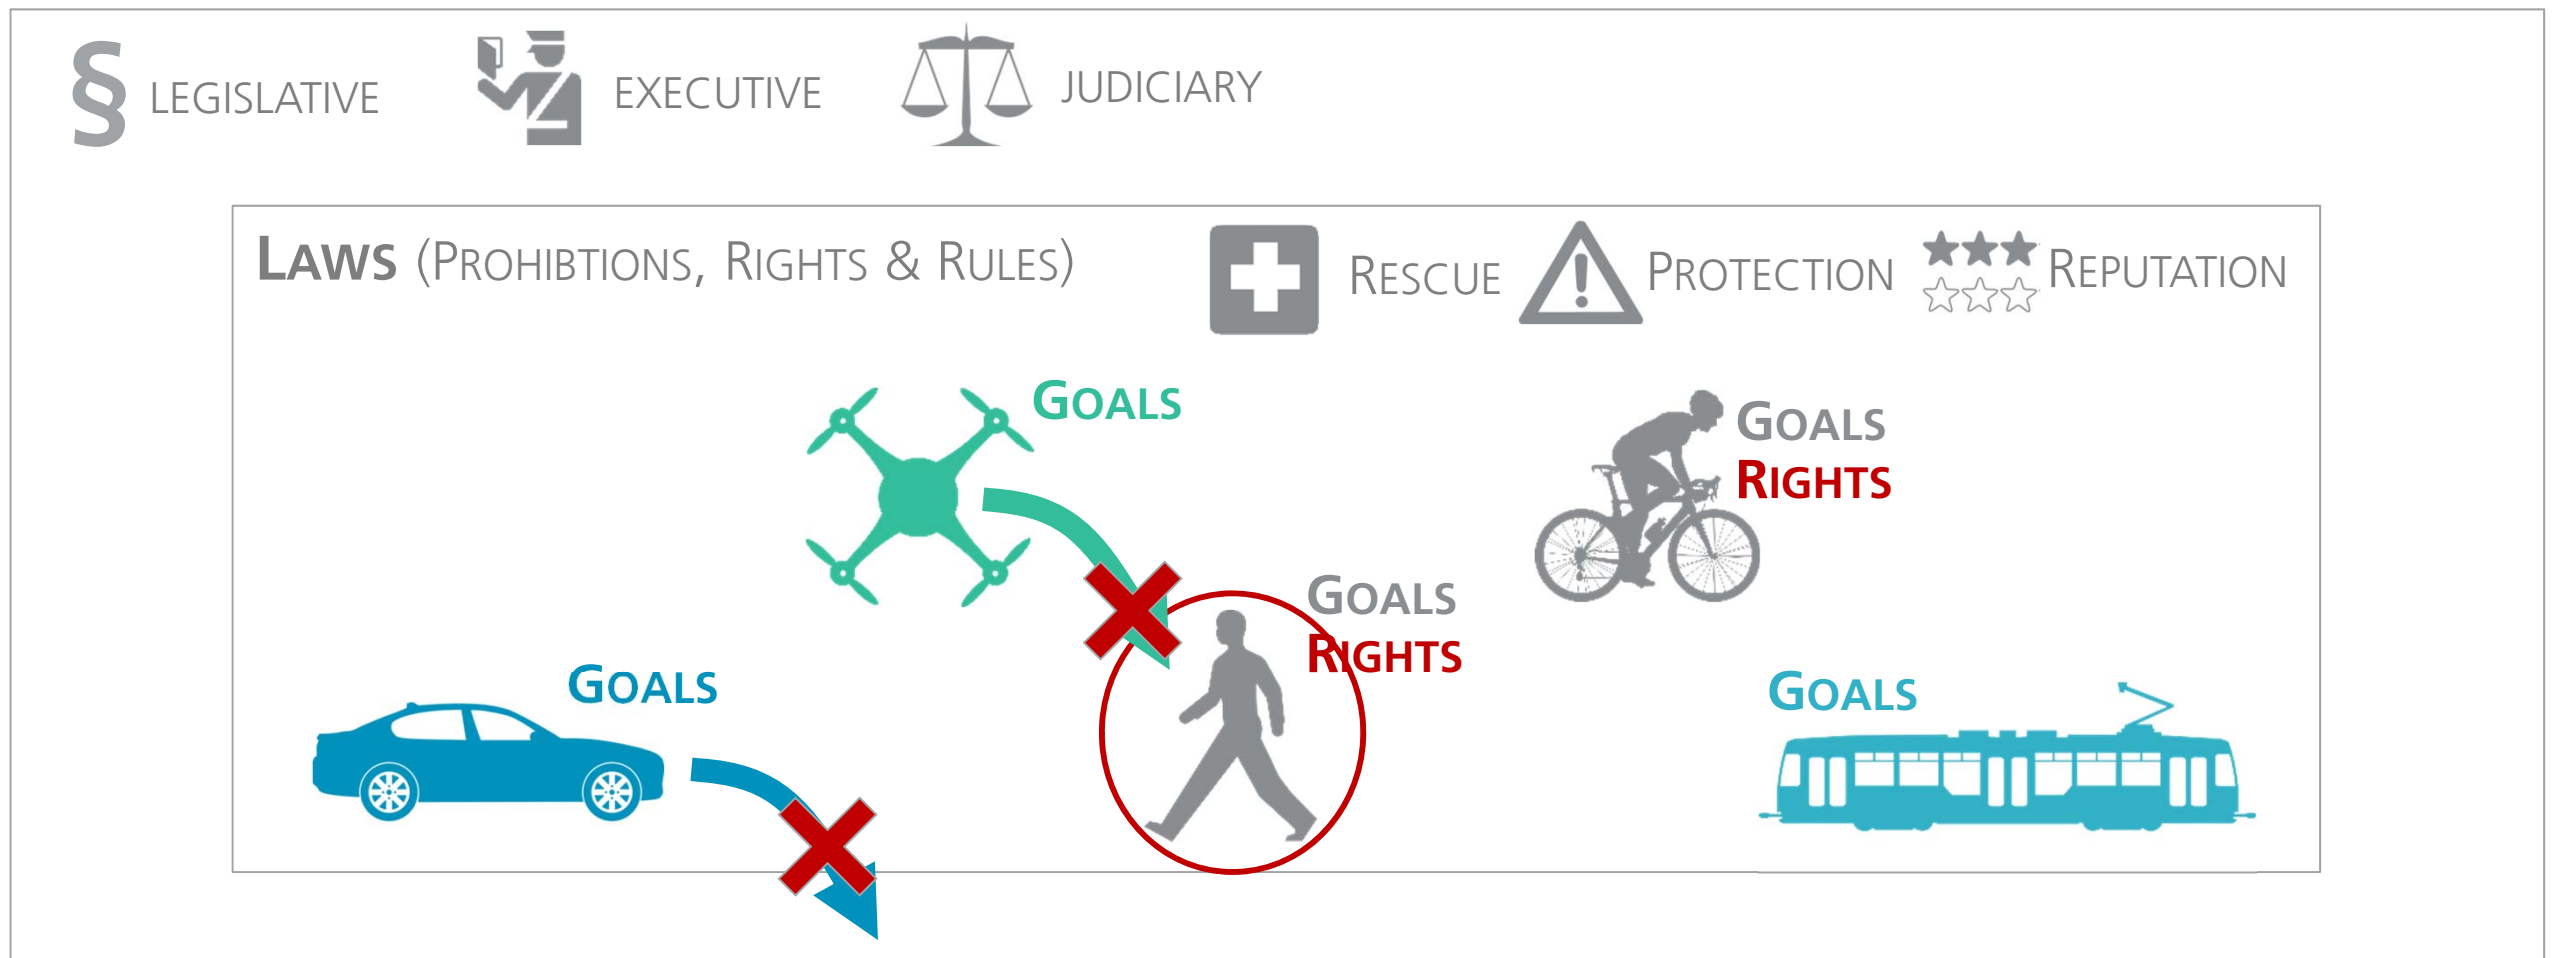 § LEGISLATIVE
EXECUTIVE
JUDICIARY
LAWS (PROHIBTIONS, RIGHTS & RULES)
RESCUE
PROTECTION
REPUTATION
GOALS
GOALS
RIGHTS
GOALS
RIGHTS
GOALS
GOALS